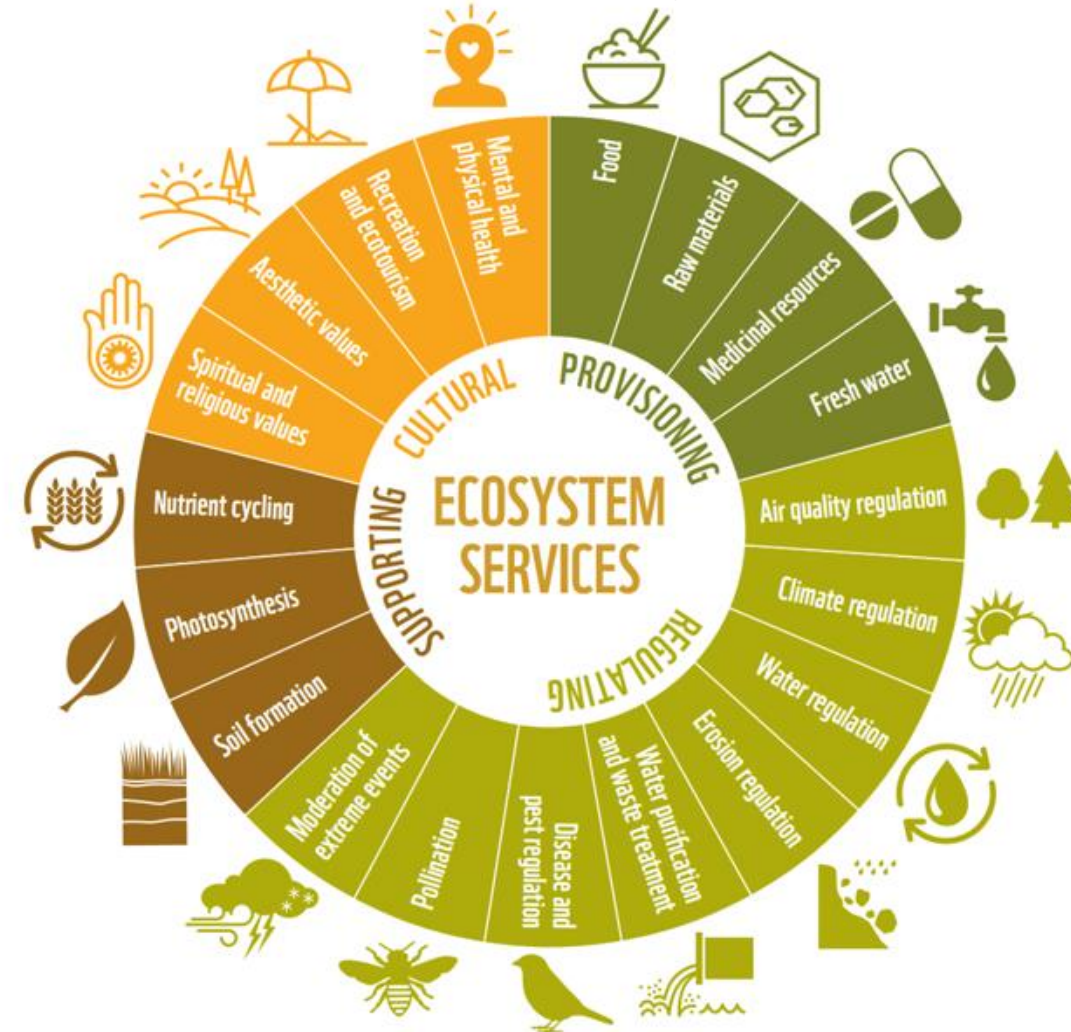 ECOSYSTEM
SERVICES
PROVISIONING
Food
Raw materials
Medicinal resources
Fresh water
REGULATING
Air quality regulation
Climate regulation
Water regulation
Erosion regulation
Water purification
and waste treatment
Disease and
pest regulation
Pollination
Moderation of
extreme events
SUPPORTING
Soil formation
Photosynthesis
Nutrient cycling
CULTURAL
Spiritual and
religious values
Aesthetic values
Recreation
and ecotourism
Mental and
physical health